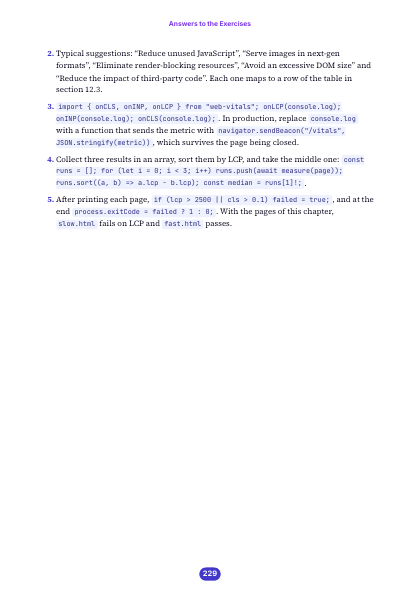 Answers to the Exercises
2. Typical suggestions: “Reduce unused JavaScript”, “Serve images in next-gen
formats”, “Eliminate render-blocking resources”, “Avoid an excessive DOM size” and
“Reduce the impact of third-party code”. Each one maps to a row of the table in
section 12.3.
3. import { onCLS, onINP, onLCP } from "web-vitals"; onLCP(console.log);
onINP(console.log); onCLS(console.log);. In production, replace console.log
with a function that sends the metric with navigator.sendBeacon("/vitals",
JSON.stringify(metric)), which survives the page being closed.
4. Collect three results in an array, sort them by LCP, and take the middle one: const
runs = []; for (let i = 0; i < 3; i++) runs.push(await measure(page));
runs.sort((a, b) => a.lcp - b.lcp); const median = runs[1]!;.
5. After printing each page, if (lcp > 2500 || cls > 0.1) failed = true;, and at the
end process.exitCode = failed ? 1 : 0;. With the pages of this chapter,
slow.html fails on LCP and fast.html passes.
229